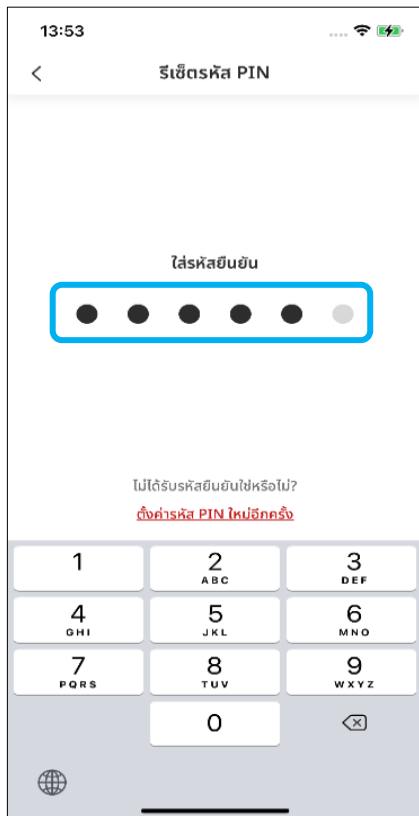 13:53
รีเซ็ตรหัส PIN
ใส่รหัสยืนยัน
ไม่ได้รับรหัสยืนยันใช่หรือไม่?
ตั้งค่ารหัส PIN ใหม่อีกครั้ง
1 2 3
ABC DEF
4 5 6
GHI JKL MNO
7 8 9
PQRS TUV WXYZ
0